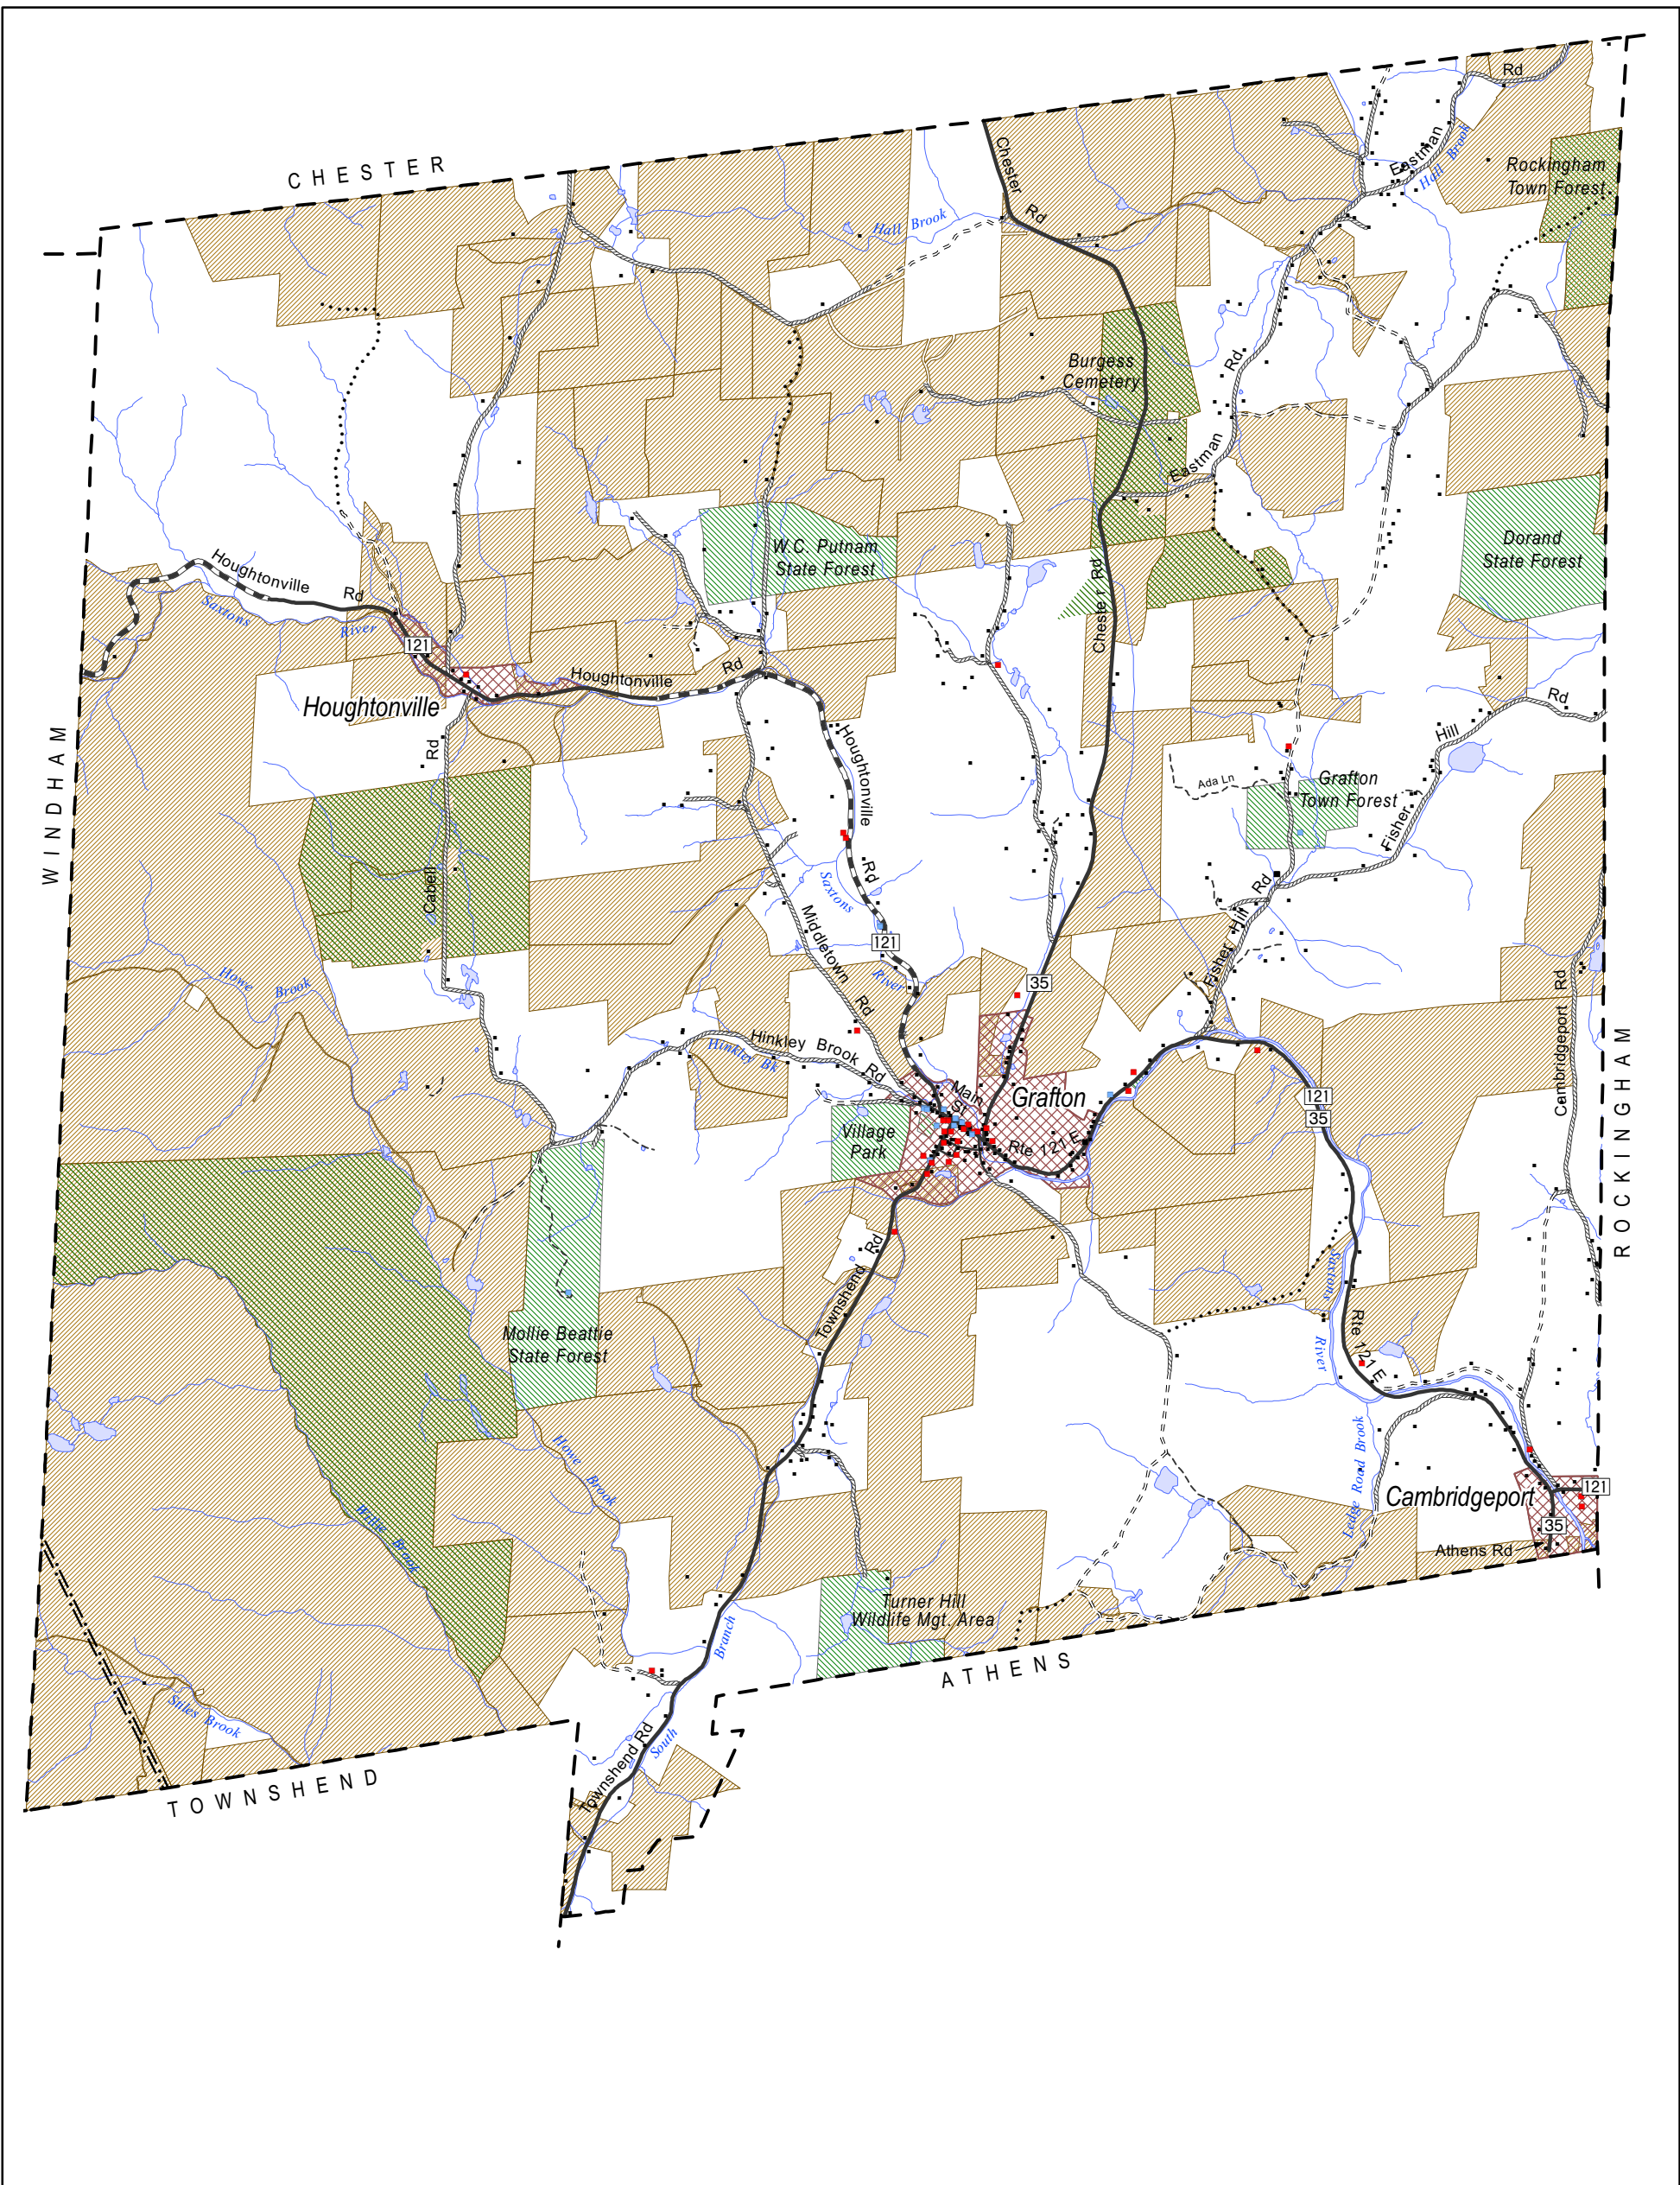 CHESTER
Rd
Eastman
Hall Brook
Rockingham
Town Forest
Chester
Rd
Hall Brook
Burgess
Cemetery
Rd
Eastman
W.C. Putnam
State Forest
Dorand
State Forest
Houghtonville
Rd
Saxtons
River
121
Chester Rd
Houghtonville
Rd
Houghtonville
Rd
Hill
Rd
WINDHAM
Houghtonville
Rd
Ada Ln
Grafton
Town Forest
Fisher
Cabell
Saxtons
Rd
Middletown
Rd
121
River
Fisher Hill
Rd
35
Howe
Brook
Cambridgeport Rd
ROCKINGHAM
Hinkley Brook
Rd
Hinkley Bk
Main
St
Grafton
121
35
Village
Park
Rte 121 E
Townshend
Rd
Saxtons
River
Mollie Beattie
State Forest
Rte 121 E
Howe
Brook
Ledge Road Brook
Cambridgeport
121
35
Athens Rd
Willie
Brook
Turner Hill
Wildlife Mgt. Area
Branch
ATHENS
Stiles Brook
South
Townshend Rd
TOWNSHEND